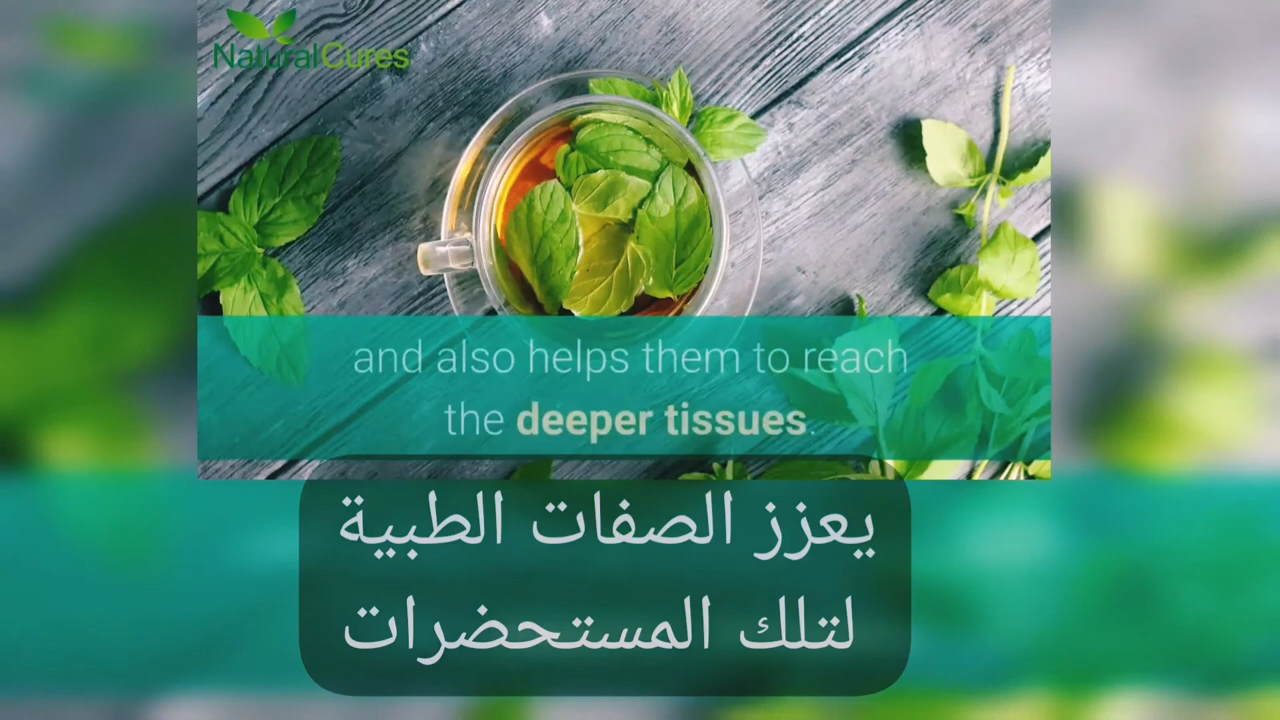 NaturalCures
and also helps them to reach
the deeper tissues.
يعزز الصفات الطبية
لتلك المستحضرات